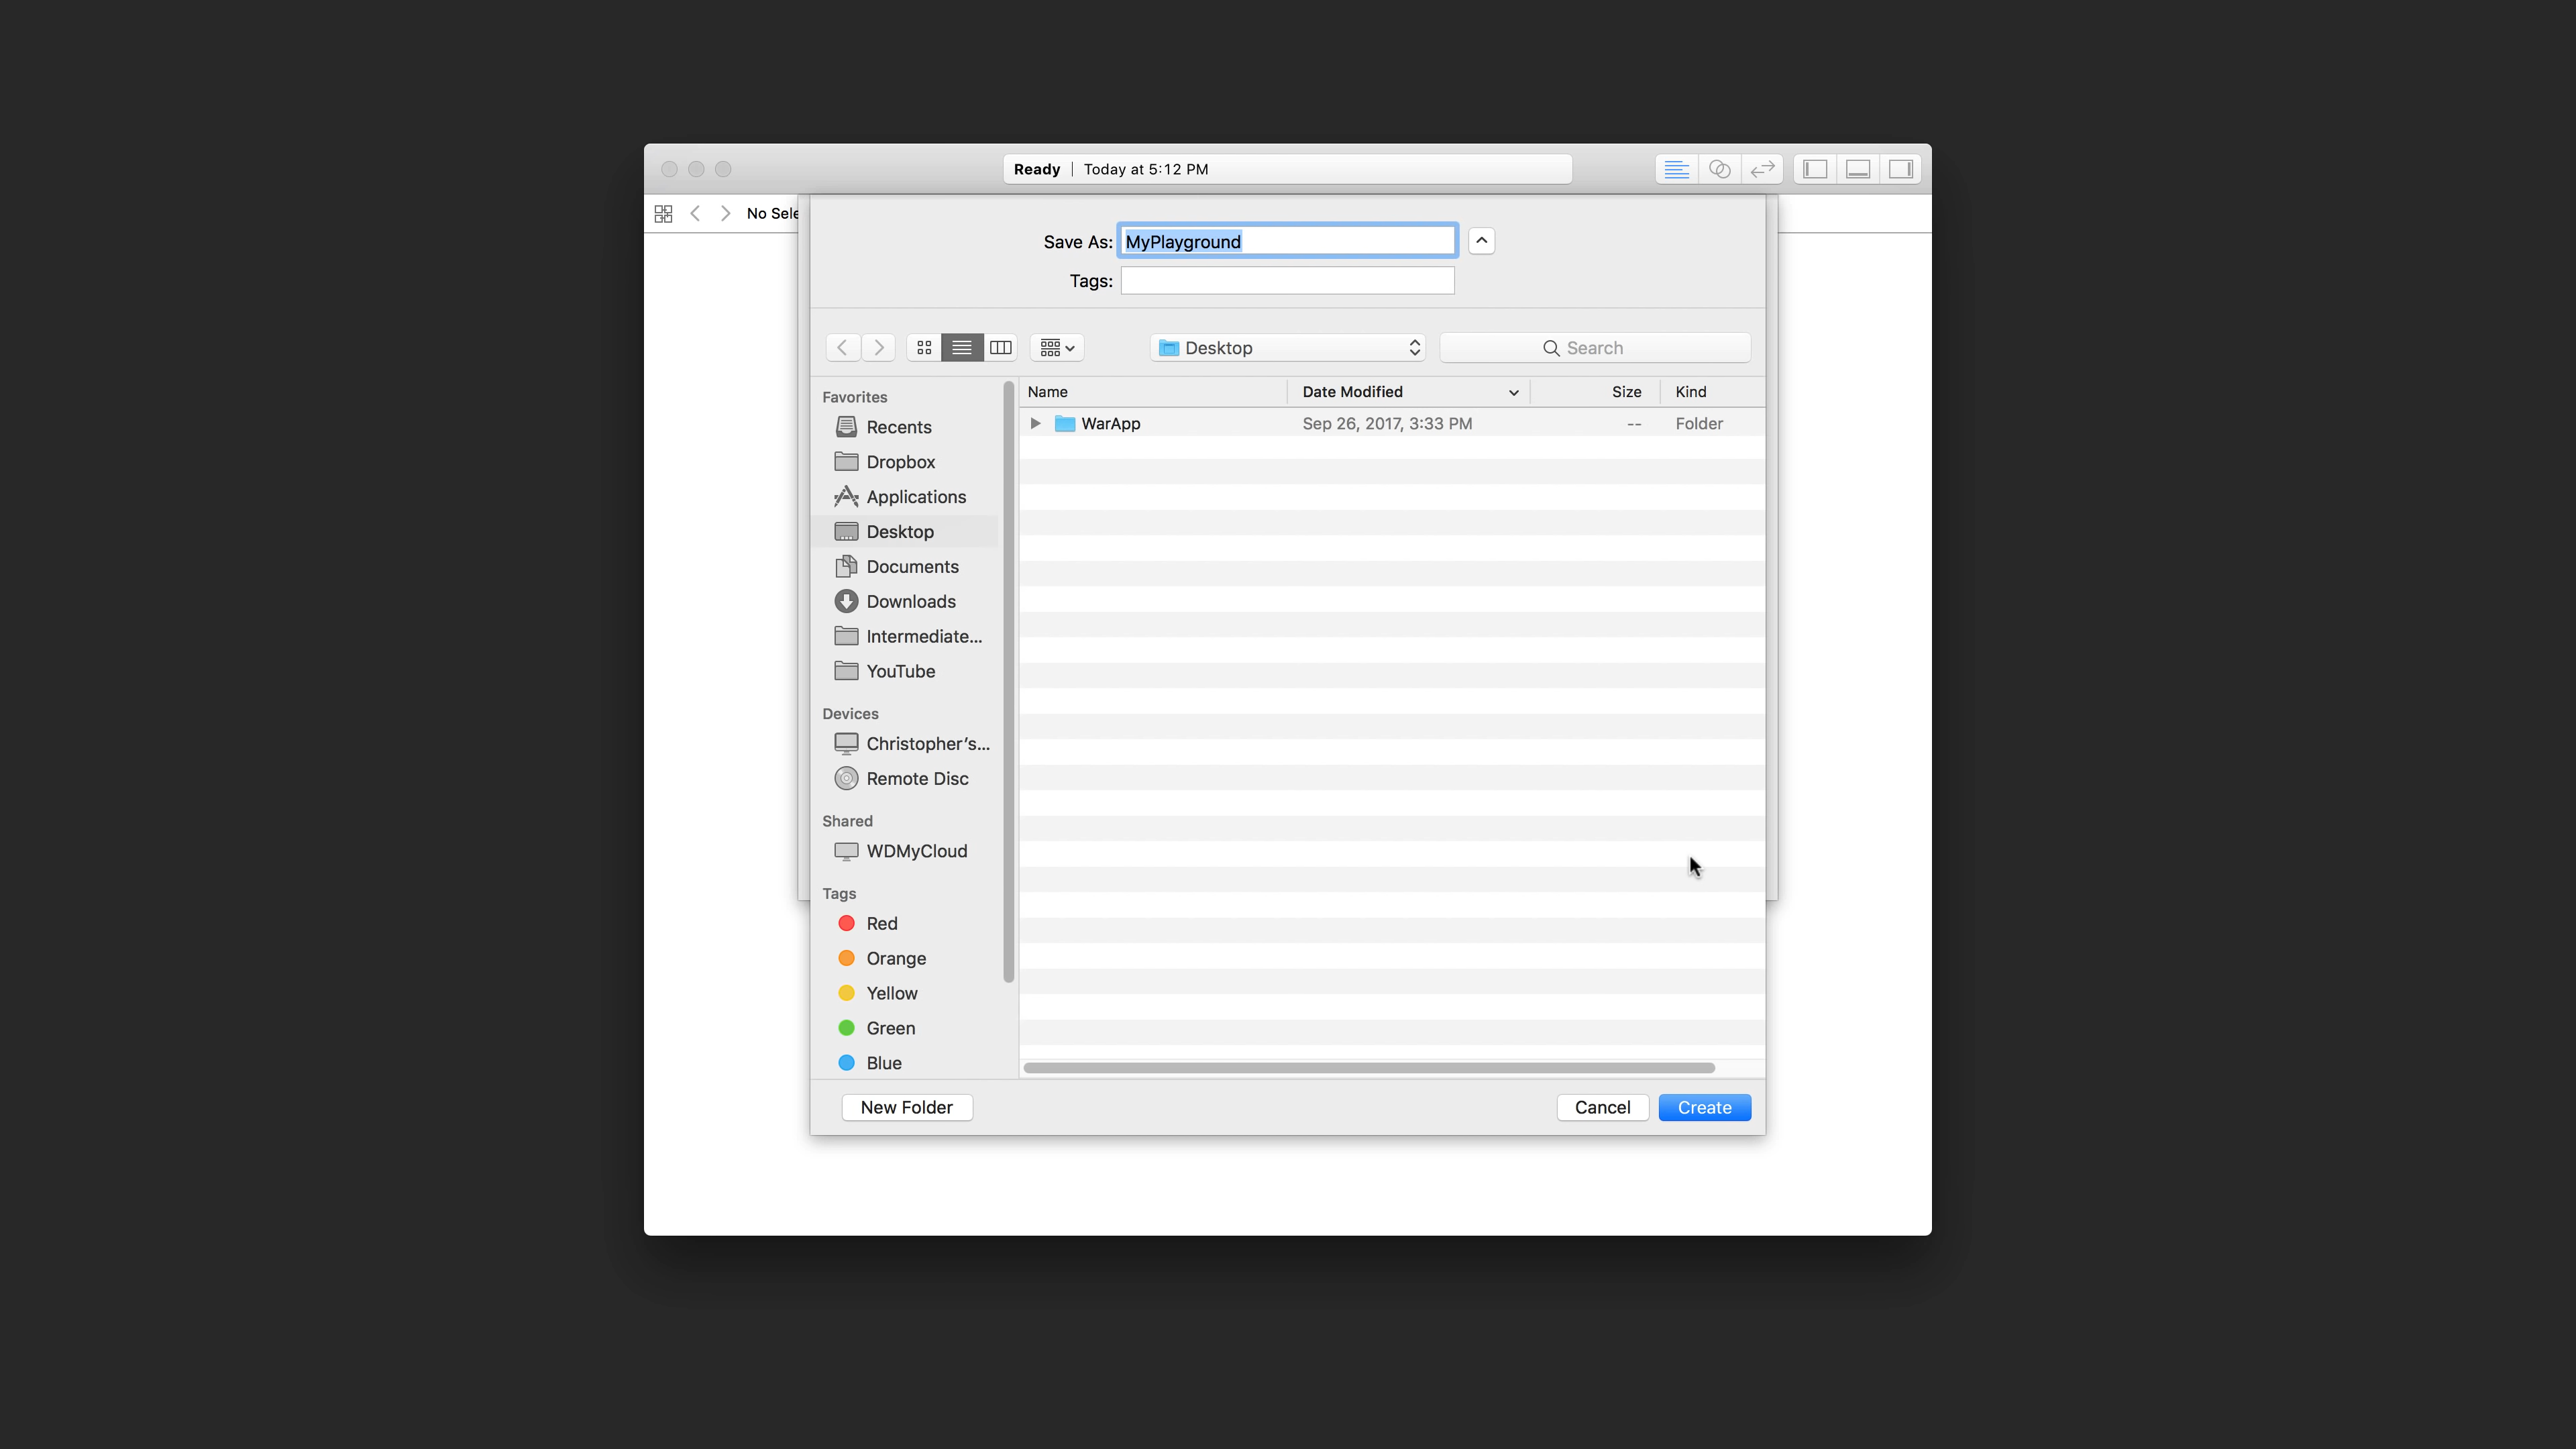 Ready | Today at 5:12 PM
No Sele
Save As: MyPlayground
Tags:
Desktop
Search
Name Date Modified Size Kind
WarApp Sep 26, 2017, 3:33 PM -- Folder
Favorites
Recents
Dropbox
Applications
Desktop
Documents
Downloads
Intermediate...
YouTube
Devices
Christopher's...
Remote Disc
Shared
WDMyCloud
Tags
Red
Orange
Yellow
Green
Blue
New Folder
Cancel
Create